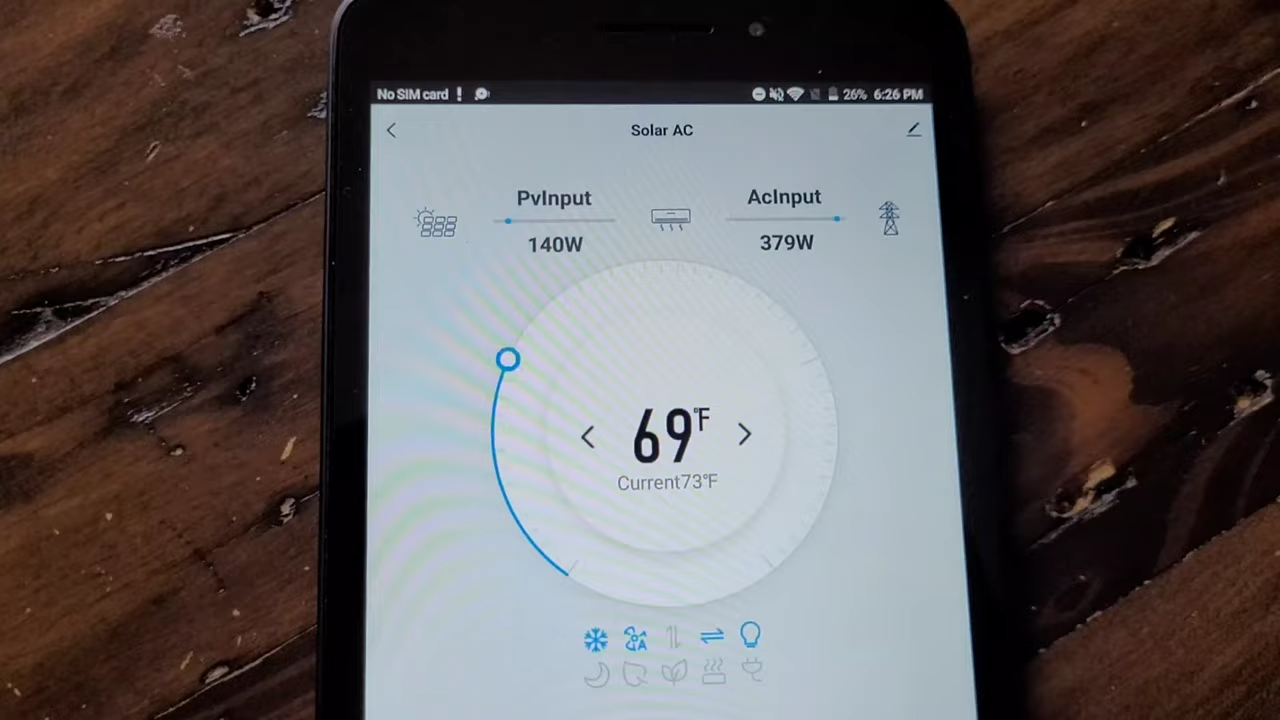 No SIM card 26% 6:26 PM
Solar AC
PvInput AcInput
140W 379W
69°F
Current73°F
A